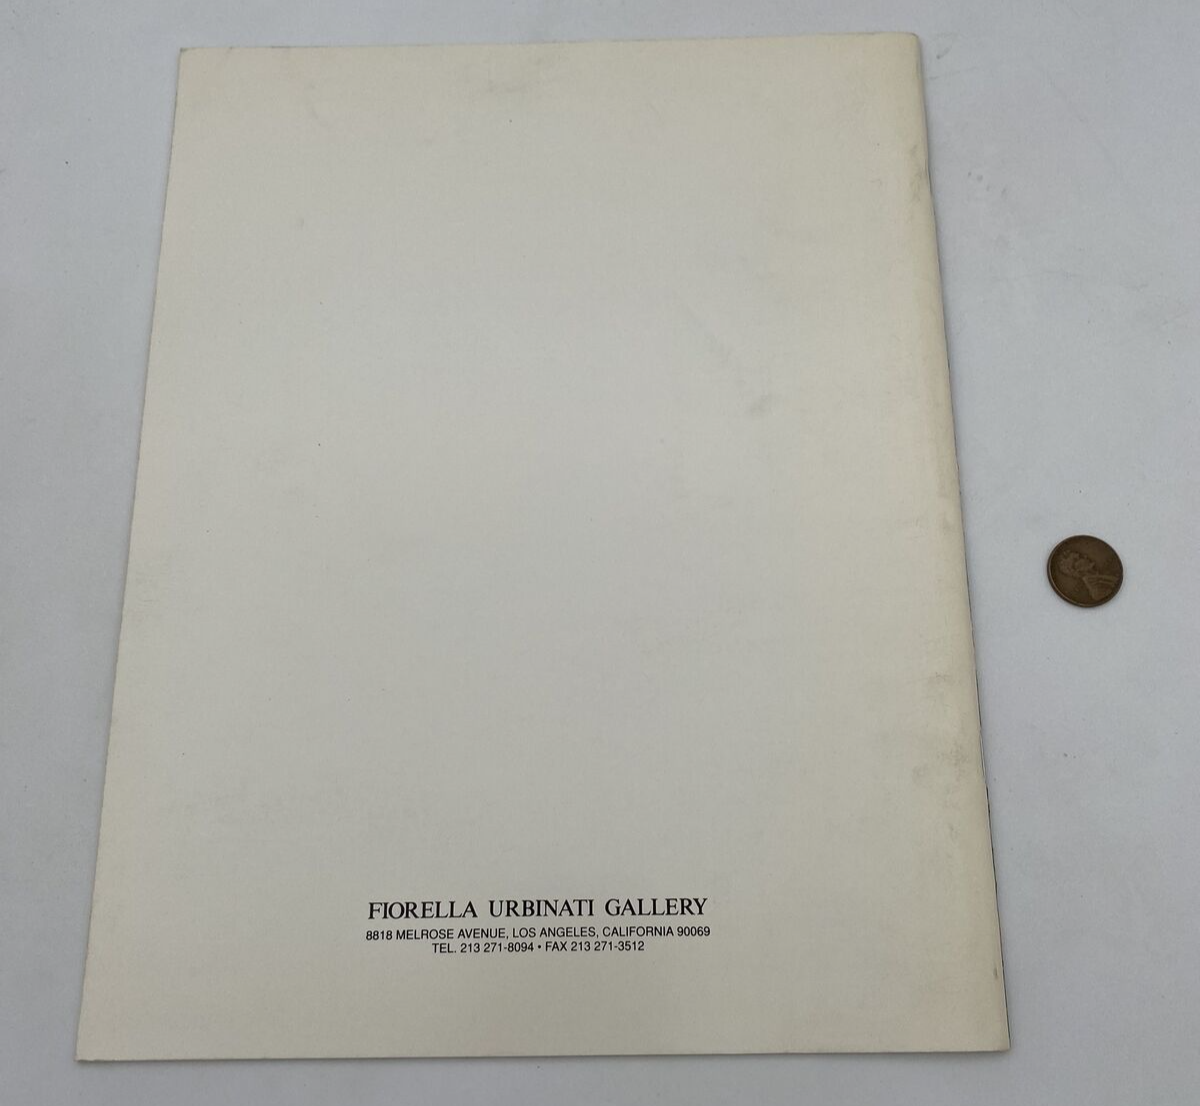 FIORELLA URBINATI GALLERY
8818 MELROSE AVENUE, LOS ANGELES, CALIFORNIA 90069
TEL. 213 271-8094 • FAX 213 271-3512